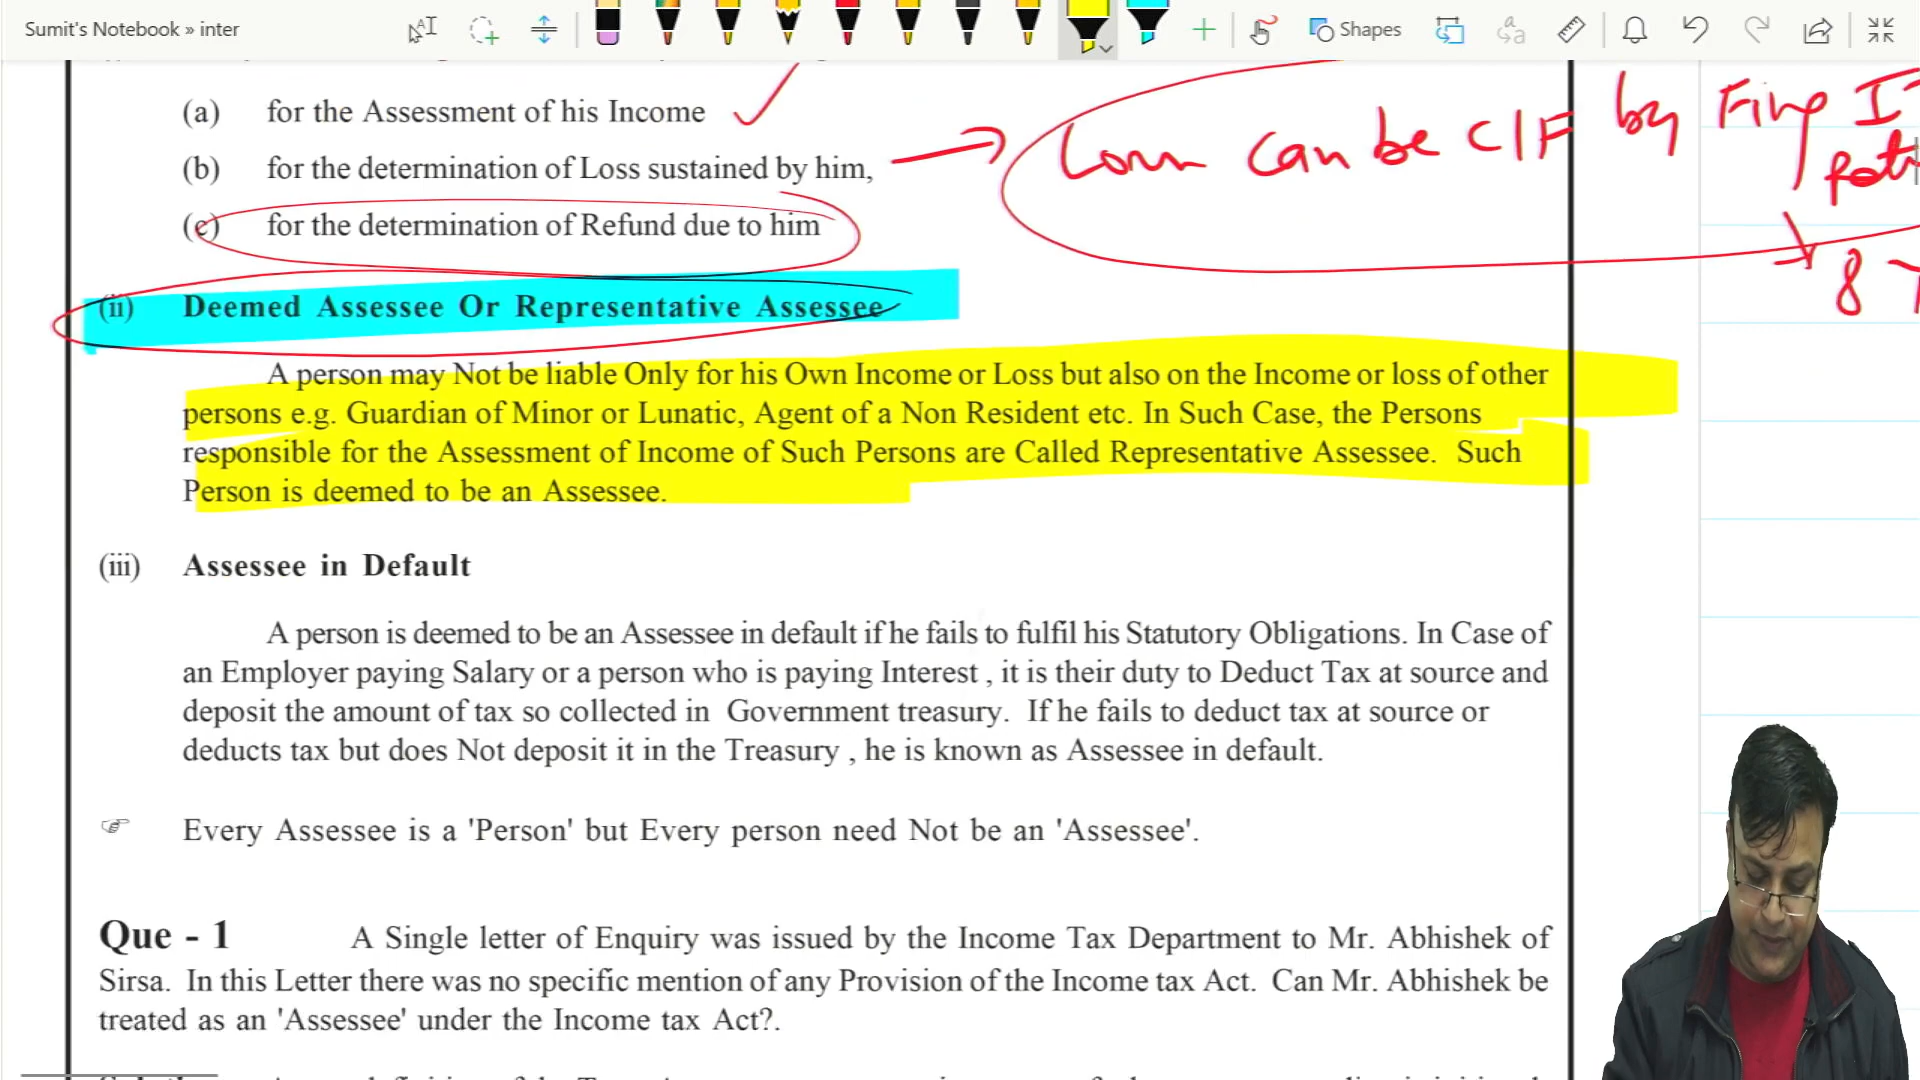 Sumit's Notebook » inter
Shapes
(a) for the Assessment of his Income
(b) for the determination of Loss sustained by him,
can be C/F by
(c) for the determination of Refund due to him
8
(ii) Deemed Assessee Or Representative Assessee
A person may Not be liable Only for his Own Income or Loss but also on the Income or loss of other
persons e.g. Guardian of Minor or Lunatic, Agent of a Non Resident etc. In Such Case, the Persons
responsible for the Assessment of Income of Such Persons are Called Representative Assessee. Such
Person is deemed to be an Assessee.
(iii) Assessee in Default
A person is deemed to be an Assessee in default if he fails to fulfil his Statutory Obligations. In Case of
an Employer paying Salary or a person who is paying Interest , it is their duty to Deduct Tax at source and
deposit the amount of tax so collected in Government treasury. If he fails to deduct tax at source or
deducts tax but does Not deposit it in the Treasury , he is known as Assessee in default.
☞ Every Assessee is a 'Person' but Every person need Not be an 'Assessee'.
Que - 1 A Single letter of Enquiry was issued by the Income Tax Department to Mr. Abhishek of
Sirsa. In this Letter there was no specific mention of any Provision of the Income tax Act. Can Mr. Abhishek be
treated as an 'Assessee' under the Income tax Act?.